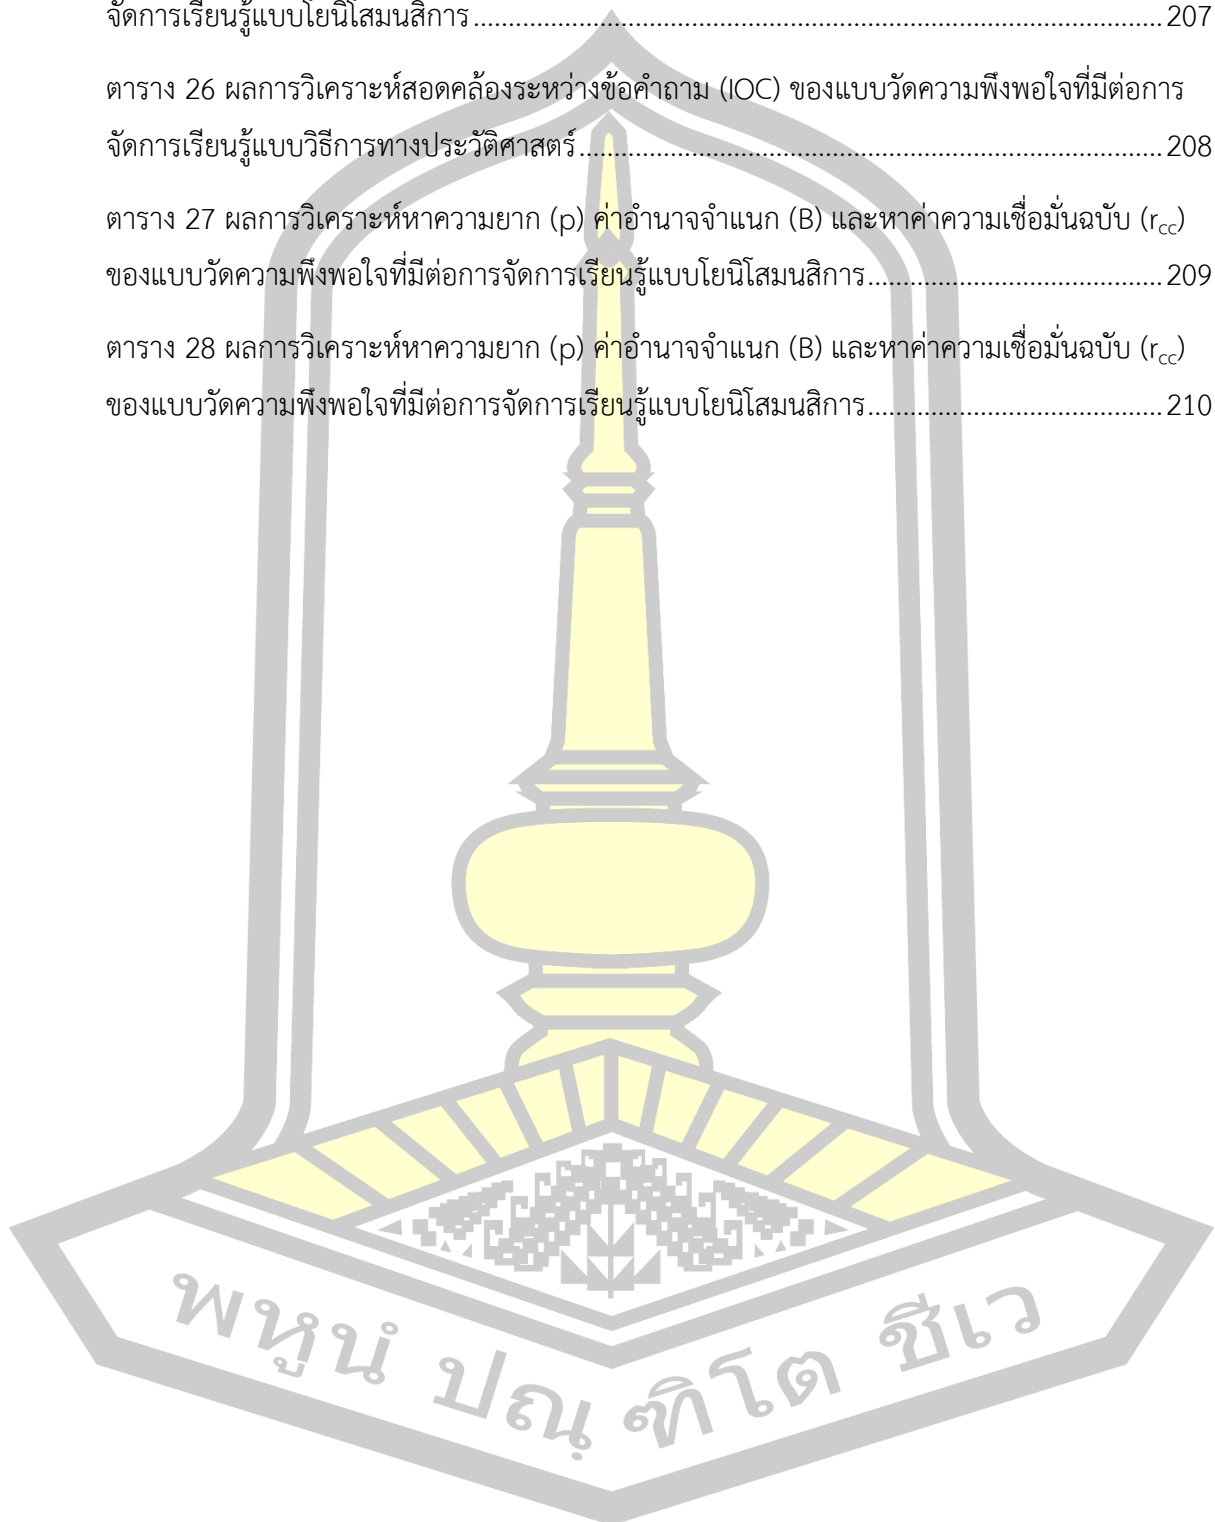 จัดการเรียนรู้แบบโยนิโสมนสิการ........................................................................................................207
ตาราง 26 ผลการวิเคราะห์สอดคล้องระหว่างข้อคำถาม (IOC) ของแบบวัดความพึงพอใจที่มีต่อการ
จัดการเรียนรู้แบบวิธีการทางประวัติศาสตร์........................................................................................208
ตาราง 27 ผลการวิเคราะห์หาความยาก (p) ค่าอำนาจจำแนก (B) และหาค่าความเชื่อมั่นฉบับ (rcc)
ของแบบวัดความพึงพอใจที่มีต่อการจัดการเรียนรู้แบบโยนิโสมนสิการ.......................................209
ตาราง 28 ผลการวิเคราะห์หาความยาก (p) ค่าอำนาจจำแนก (B) และหาค่าความเชื่อมั่นฉบับ (rcc)
ของแบบวัดความพึงพอใจที่มีต่อการจัดการเรียนรู้แบบโยนิโสมนสิการ.......................................210
พหูนํ ปณฺ ฑิโต ชีเว